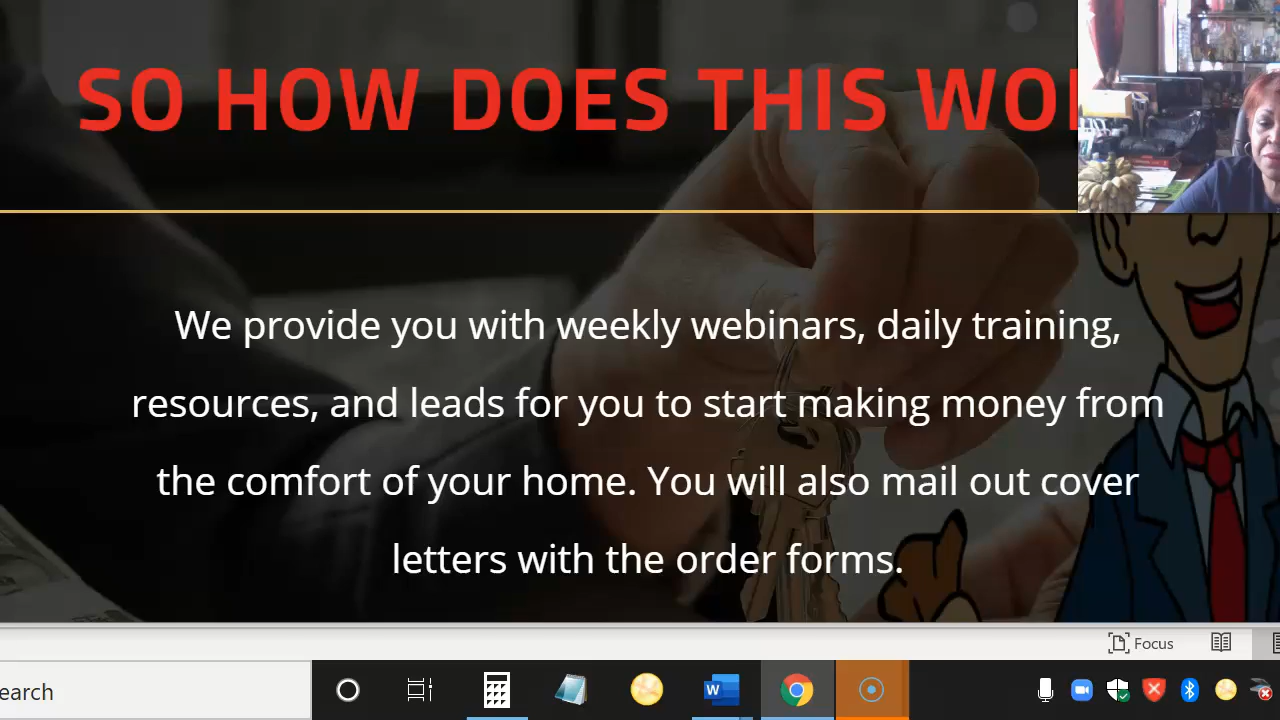 SO HOW DOES THIS
We provide you with weekly webinars, daily training,
resources, and leads for you to start making money from
the comfort of your home. You will also mail out cover
letters with the order forms.
Focus
earch
W